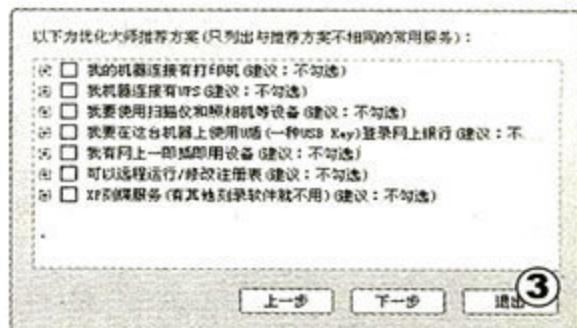 以下为优化大师推荐方案(只列出与推荐方案不相同的常用服务):
我的机器连接有打印机(建议:不勾选)
我机器连接有UPS(建议:不勾选)
我要使用扫描仪和照相机等设备(建议:不勾选)
我要在这台机器上使用U盾(一种USB Key)登录网上银行(建议:不...
我有网上一即插即用设备(建议:不勾选)
可以远程运行/修改注册表(建议:不勾选)
XP刻碟服务(有其他刻录软件就不用)(建议:不勾选)
上一步 下一步 退出 ③